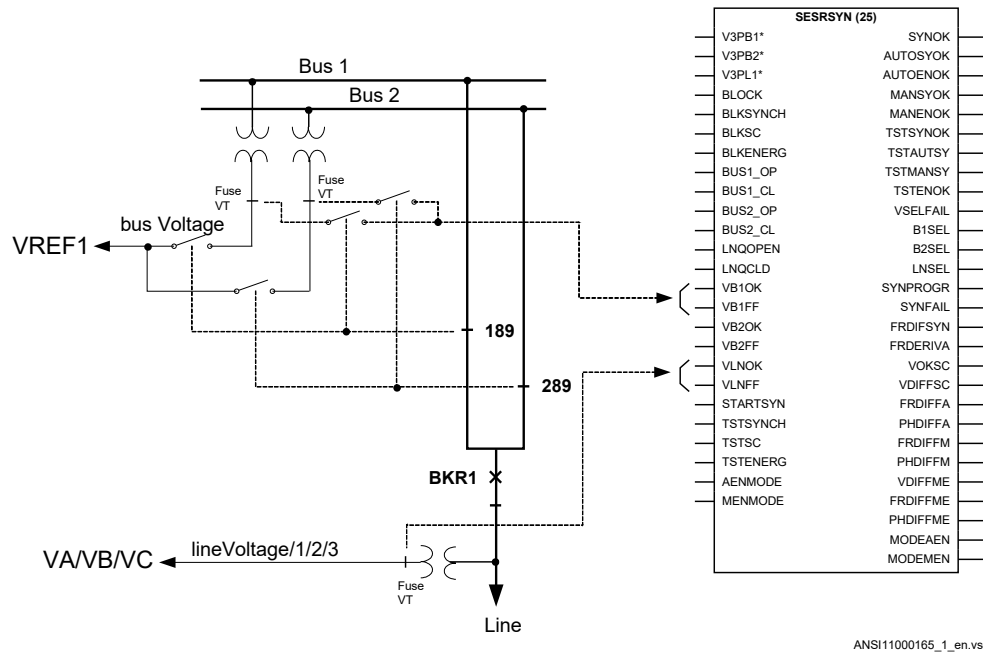 SESRSYN (25)
V3PB1* SYNOK
V3PB2* AUTOSYOK
V3PL1* AUTOENOK
BLOCK MANSYOK
BLKSYNCH MANENOK
BLKSC TSTSYNOK
BLKENERG TSTAUTSY
BUS1_OP TSTMANSY
BUS1_CL TSTENOK
BUS2_OP VSELFAIL
BUS2_CL B1SEL
LNQOPEN B2SEL
LNQCLD LNSEL
VB1OK SYNPROGR
VB1FF SYNFAIL
VB2OK FRDIFSYN
VB2FF FRDERIVA
VLNOK VOKSC
VLNFF VDIFFSC
STARTSYN FRDIFFA
TSTSYNCH PHDIFFA
TSTSC FRDIFFM
TSTENERG PHDIFFM
AENMODE VDIFFME
MENMODE FRDIFFME
PHDIFFME
MODEAEN
MODEMEN
Bus 1
Bus 2
Fuse
VT
Fuse
VT
bus Voltage
VREF1
189
289
BKR1
VA/VB/VC
lineVoltage/1/2/3
Fuse
VT
Line
ANSI11000165_1_en.vs